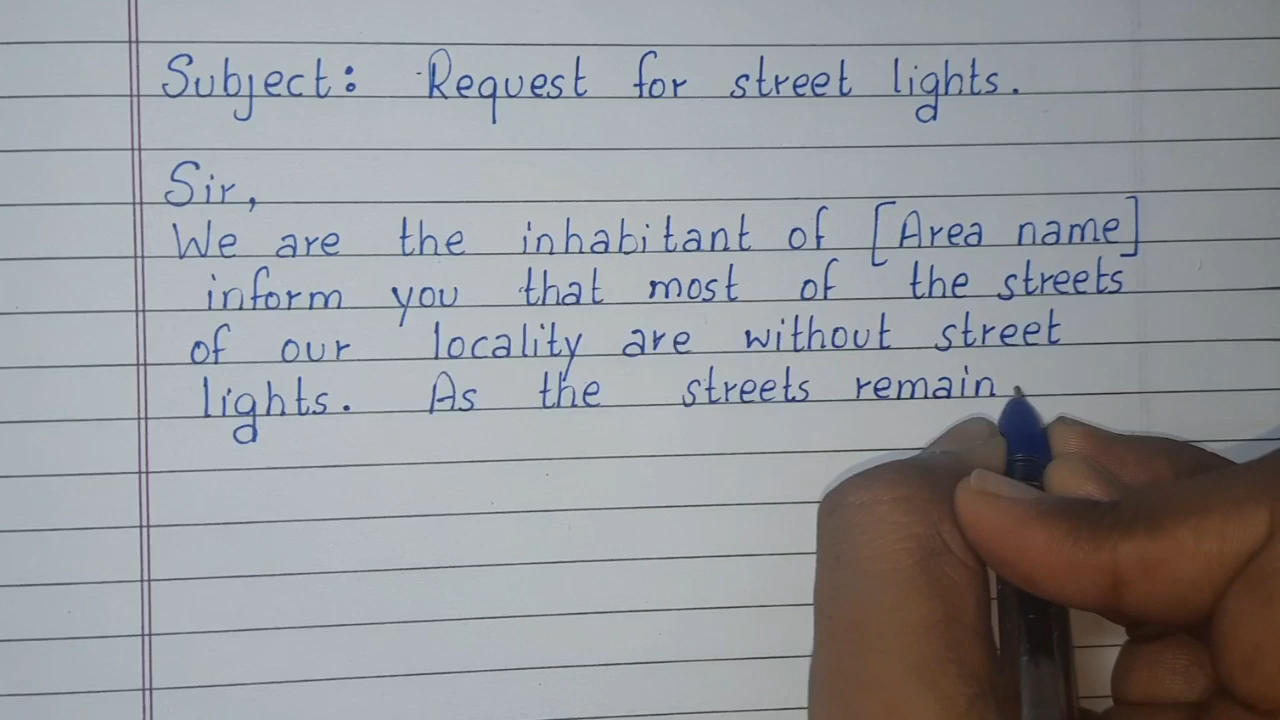 Subject: Request for street lights.
Sir,
We are the inhabitant of [Area name]
inform you that most of the streets
of our locality are without street
lights. As the streets remain